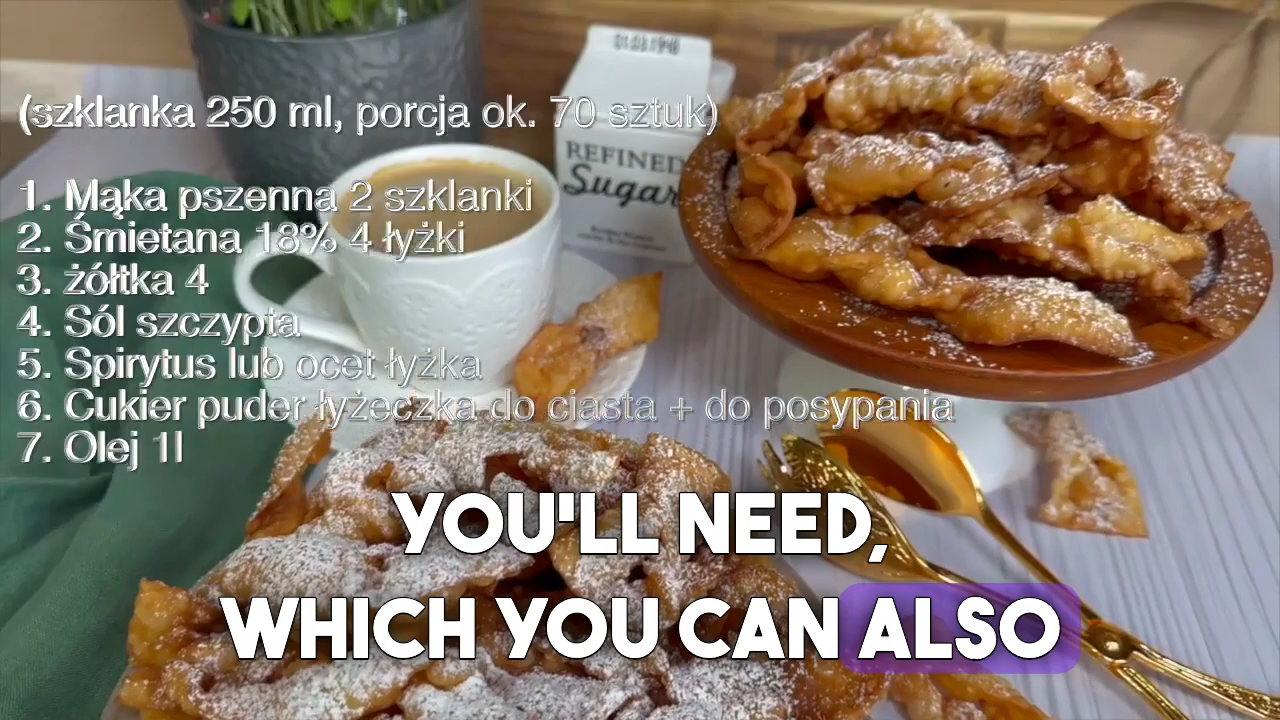 (szklanka 250 ml, porcja ok. 70 sztuk)
1. Mąka pszenna 2 szklanki
2. Śmietana 18% 4 łyżki
3. żółtka 4
4. Sól szczypta
5. Spirytus lub ocet łyżka
6. Cukier puder łyżeczka do ciasta + do posypania
7. Olej 1l
REFINED
Sugar
YOU'LL NEED,
WHICH YOU CAN ALSO